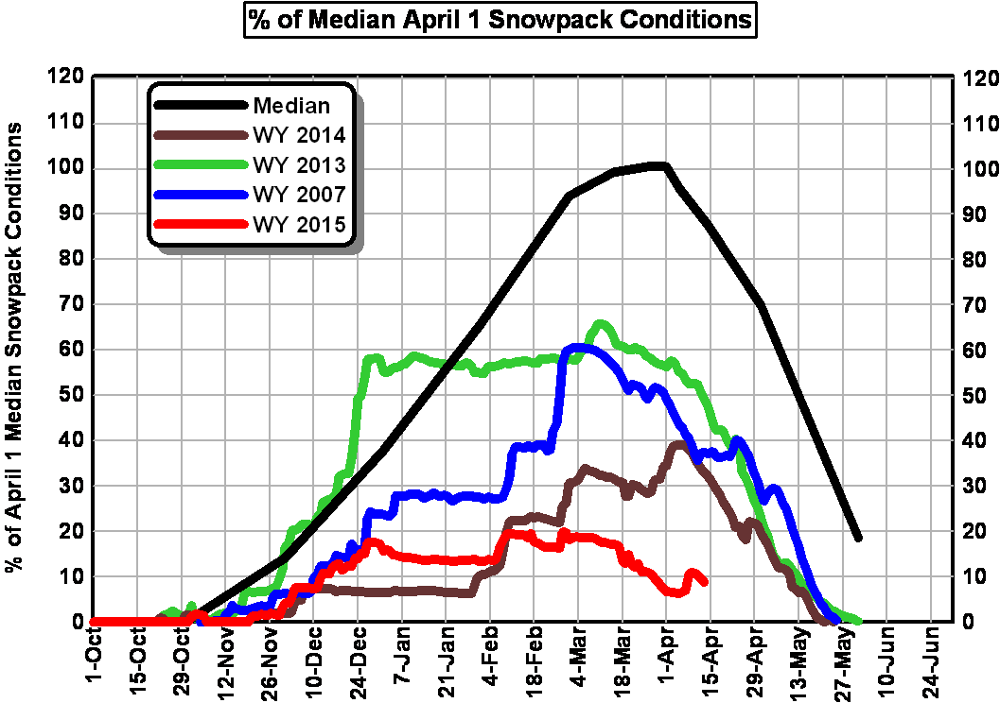 % of Median April 1 Snowpack Conditions
% of April 1 Median Snowpack Conditions
120
110
100
90
80
70
60
50
40
30
20
10
0
Median
WY 2014
WY 2013
WY 2007
WY 2015
120
110
100
90
80
70
60
50
40
30
20
10
0
1-Oct
15-Oct
29-Oct
12-Nov
26-Nov
10-Dec
24-Dec
7-Jan
21-Jan
4-Feb
18-Feb
4-Mar
18-Mar
1-Apr
15-Apr
29-Apr
13-May
27-May
10-Jun
24-Jun